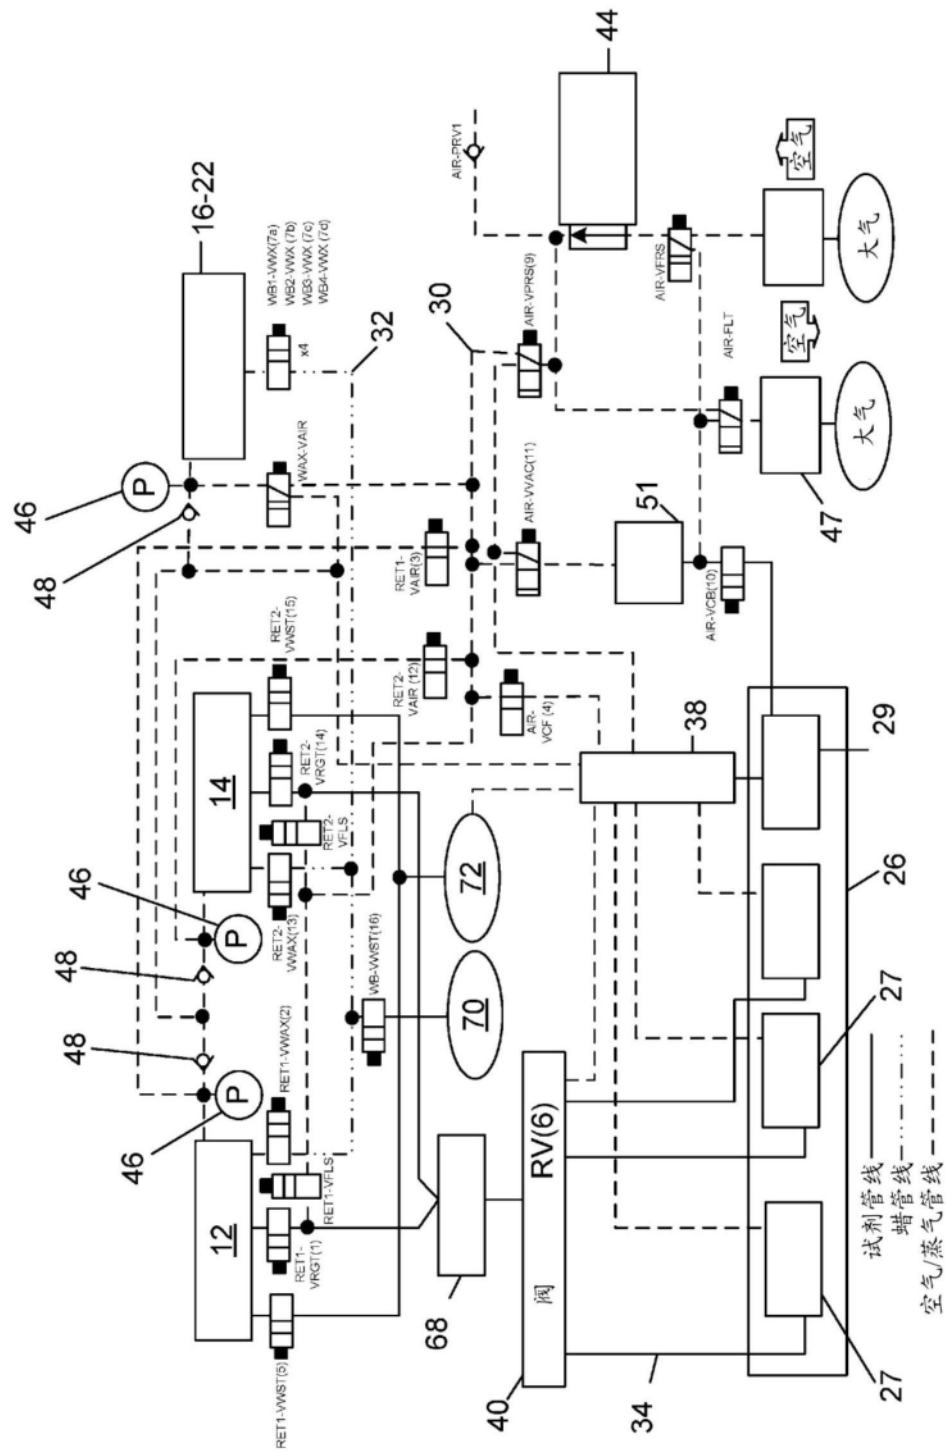 46
P
48
16-22
WB1-VWX(7a)
WB2-VWX (7b)
WB3-VWX (7c)
WB4-VWX (7d)
x4
32
WAX-VAIR
30
AIR-PRV1
44
AIR-VPRS(9)
AIR-VFRS
空气
大气
AIR-FLT
空气
大气
47
AIR-VVAC(11)
51
AIR-VCB(10)
RET1-
VAIR(3)
RET2-
VAIR (12)
AIR-
VCF (4)
RET2-
VWST(15)
14
RET2-
VRGT(14)
RET2-
VFLS
RET2-
VWAX(13)
46
P
48
48
P
46
RET1-VWAX(2)
RET1-VFLS
12
RET1-
VRGT(1)
RET1-VWST(5)
WB-VWST(16)
70
72
38
68
RV(6)
阀
40
34
29
26
27
27
试剂管线
蜡管线
空气/蒸气管线